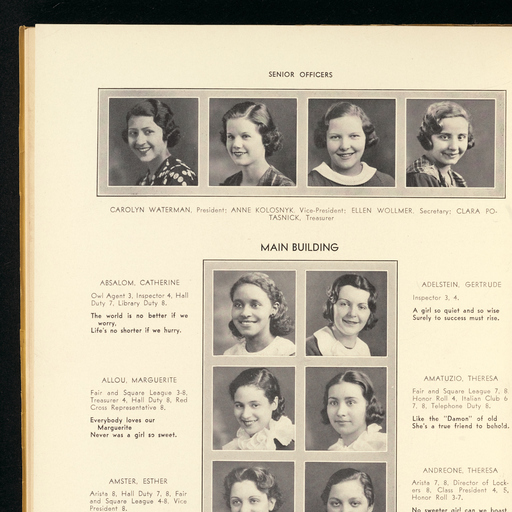 SENIOR OFFICERS
CAROLYN WATERMAN, President; ANNE KOLOSNYK, Vice-President; ELLEN WOLLMER, Secretary; CLARA PO-
TASNICK, Treasurer
MAIN BUILDING
ABSALOM, CATHERINE
Owl Agent 3, Inspector 4, Hall
Duty 7, Library Duty 8.
The world is no better if we
worry,
Life's no shorter if we hurry.
ADELSTEIN, GERTRUDE
Inspector 3, 4.
A girl so quiet and so wise
Surely to success must rise.
ALLOU, MARGUERITE
Fair and Square League 3-8,
Treasurer 4, Hall Duty 8, Red
Cross Representative 8.
Everybody loves our
Marguerite
Never was a girl so sweet.
AMATUZIO, THERESA
Fair and Square League 7, 8
Honor Roll 4, Italian Club 6
7, 8, Telephone Duty 8.
Like the "Damon" of old
She's a true friend to behold.
AMSTER, ESTHER
Arista 8, Hall Duty 7, 8, Fair
and Square League 4-8, Vice
President 8.
ANDREONE, THERESA
Arista 7, 8, Director of Lock-
ers 8, Class President 4, 5,
Honor Roll 3-7.
No sweeter girl can we boast